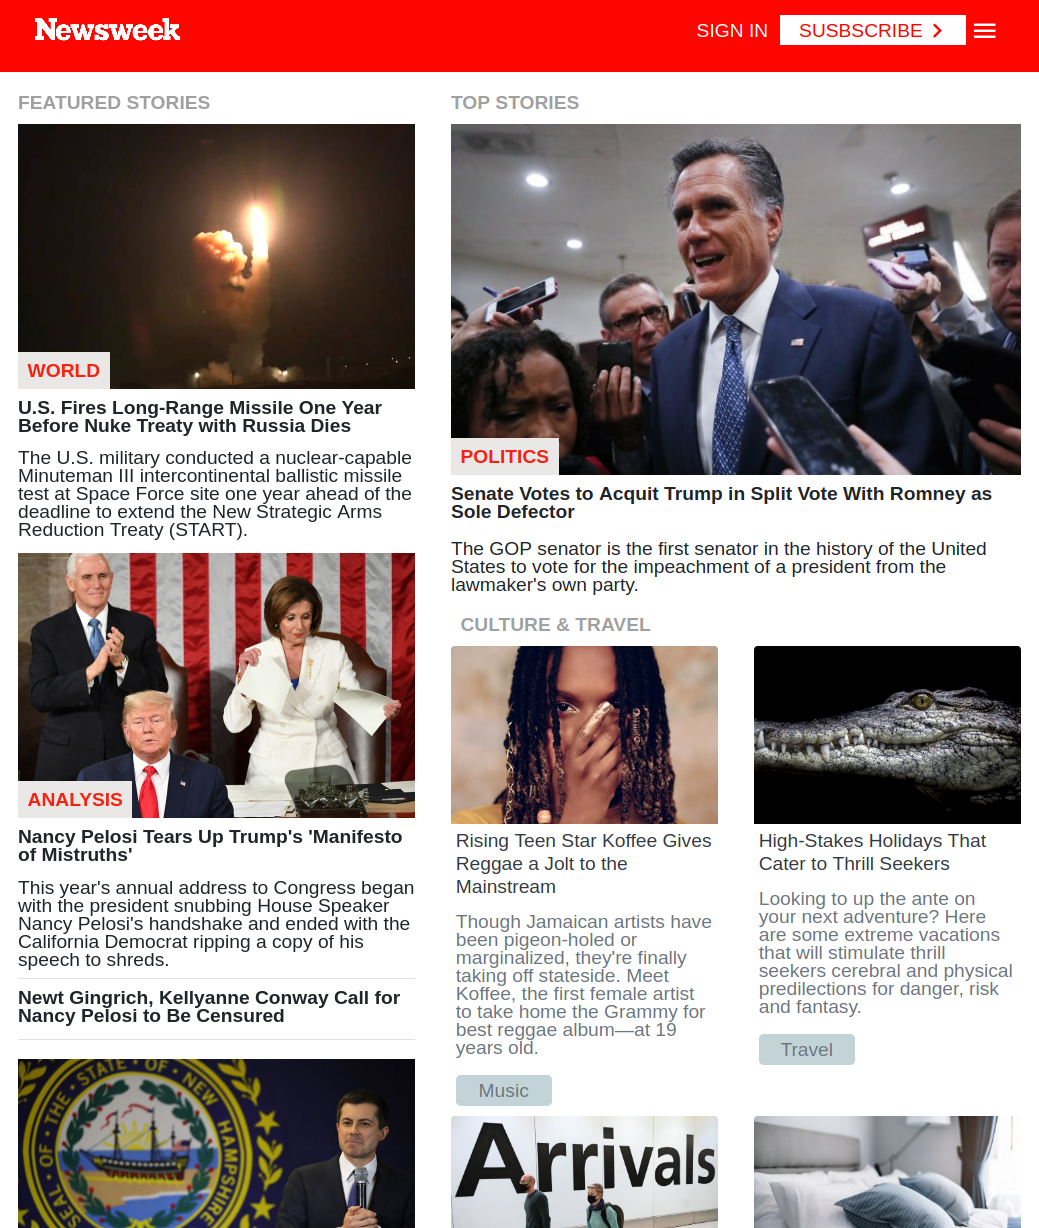 Newsweek
SIGN IN
SUSBSCRIBE
FEATURED STORIES
WORLD
U.S. Fires Long-Range Missile One Year
Before Nuke Treaty with Russia Dies
The U.S. military conducted a nuclear-capable
Minuteman III intercontinental ballistic missile
test at Space Force site one year ahead of the
deadline to extend the New Strategic Arms
Reduction Treaty (START).
ANALYSIS
Nancy Pelosi Tears Up Trump's 'Manifesto
of Mistruths'
This year's annual address to Congress began
with the president snubbing House Speaker
Nancy Pelosi's handshake and ended with the
California Democrat ripping a copy of his
speech to shreds.
Newt Gingrich, Kellyanne Conway Call for
Nancy Pelosi to Be Censured
SEAL • OF • THE • STATE • OF • NEW HAMPSHIRE
TOP STORIES
POLITICS
Senate Votes to Acquit Trump in Split Vote With Romney as
Sole Defector
The GOP senator is the first senator in the history of the United
States to vote for the impeachment of a president from the
lawmaker's own party.
CULTURE & TRAVEL
Rising Teen Star Koffee Gives
Reggae a Jolt to the
Mainstream
Though Jamaican artists have
been pigeon-holed or
marginalized, they're finally
taking off stateside. Meet
Koffee, the first female artist
to take home the Grammy for
best reggae album—at 19
years old.
Music
High-Stakes Holidays That
Cater to Thrill Seekers
Looking to up the ante on
your next adventure? Here
are some extreme vacations
that will stimulate thrill
seekers cerebral and physical
predilections for danger, risk
and fantasy.
Travel
Arrivals